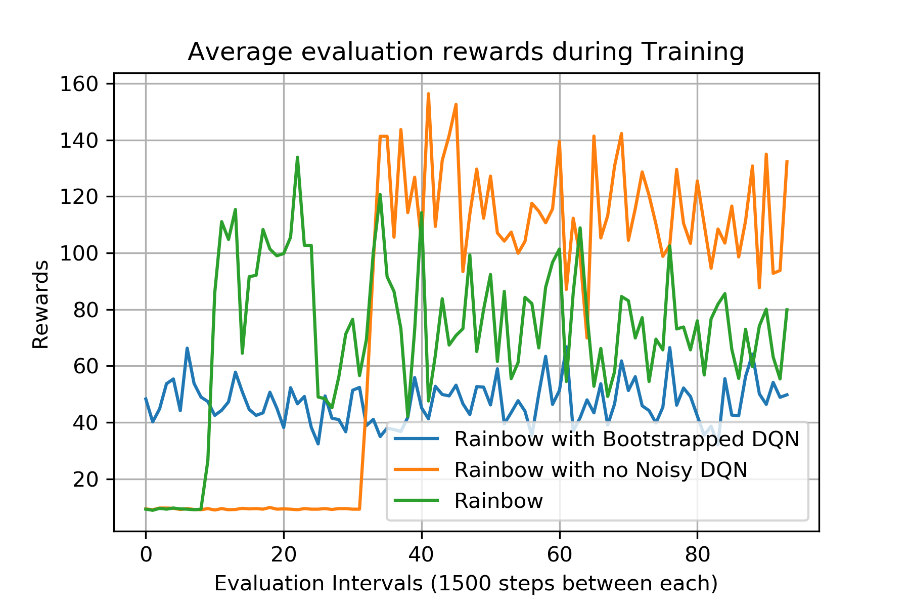 Average evaluation rewards during Training
160
140
120
100
80
60
40
20
Rewards
Rainbow with Bootstrapped DQN
Rainbow with no Noisy DQN
Rainbow
0 20 40 60 80
Evaluation Intervals (1500 steps between each)